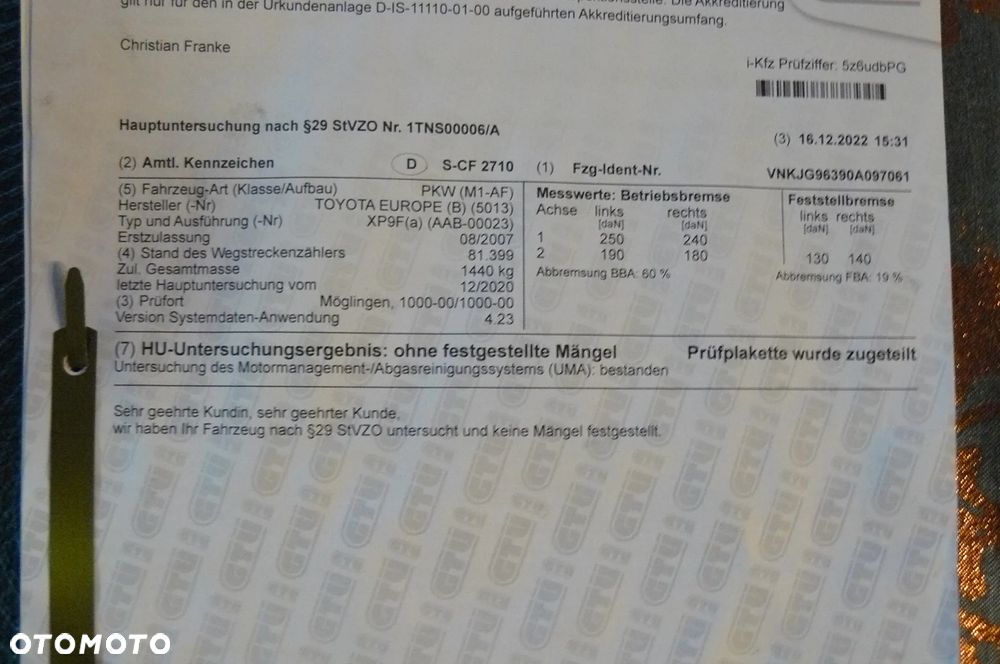 gilt nur für den in der Urkundenanlage D-IS-11110-01-00 aufgeführten Akkreditierungsumfang. Die Akkreditierung
Christian Franke
i-Kfz Prüfziffer: 5z6udbPG
Hauptuntersuchung nach §29 StVZO Nr. 1TNS00006/A
(3) 16.12.2022 15:31
(2) Amtl. Kennzeichen D S-CF 2710 (1) Fzg-Ident-Nr. VNKJG96390A097061
(5) Fahrzeug-Art (Klasse/Aufbau) PKW (M1-AF)
Hersteller (-Nr) TOYOTA EUROPE (B) (5013)
Typ und Ausführung (-Nr) XP9F(a) (AAB-00023)
Erstzulassung 08/2007
(4) Stand des Wegstreckenzählers 81.399
Zul. Gesamtmasse 1440 kg
letzte Hauptuntersuchung vom 12/2020
(3) Prüfort Möglingen, 1000-00/1000-00
Version Systemdaten-Anwendung 4.23
Messwerte: Betriebsbremse
Achse links rechts
[daN] [daN]
1 250 240
2 190 180
Abbremsung BBA: 60 %
Feststellbremse
links rechts
[daN] [daN]
130 140
Abbremsung FBA: 19 %
(7) HU-Untersuchungsergebnis: ohne festgestellte Mängel Prüfplakette wurde zugeteilt
Untersuchung des Motormanagement-/Abgasreinigungssystems (UMA): bestanden
Sehr geehrte Kundin, sehr geehrter Kunde,
wir haben Ihr Fahrzeug nach §29 StVZO untersucht und keine Mängel festgestellt.
GTÜ
OTOMOTO